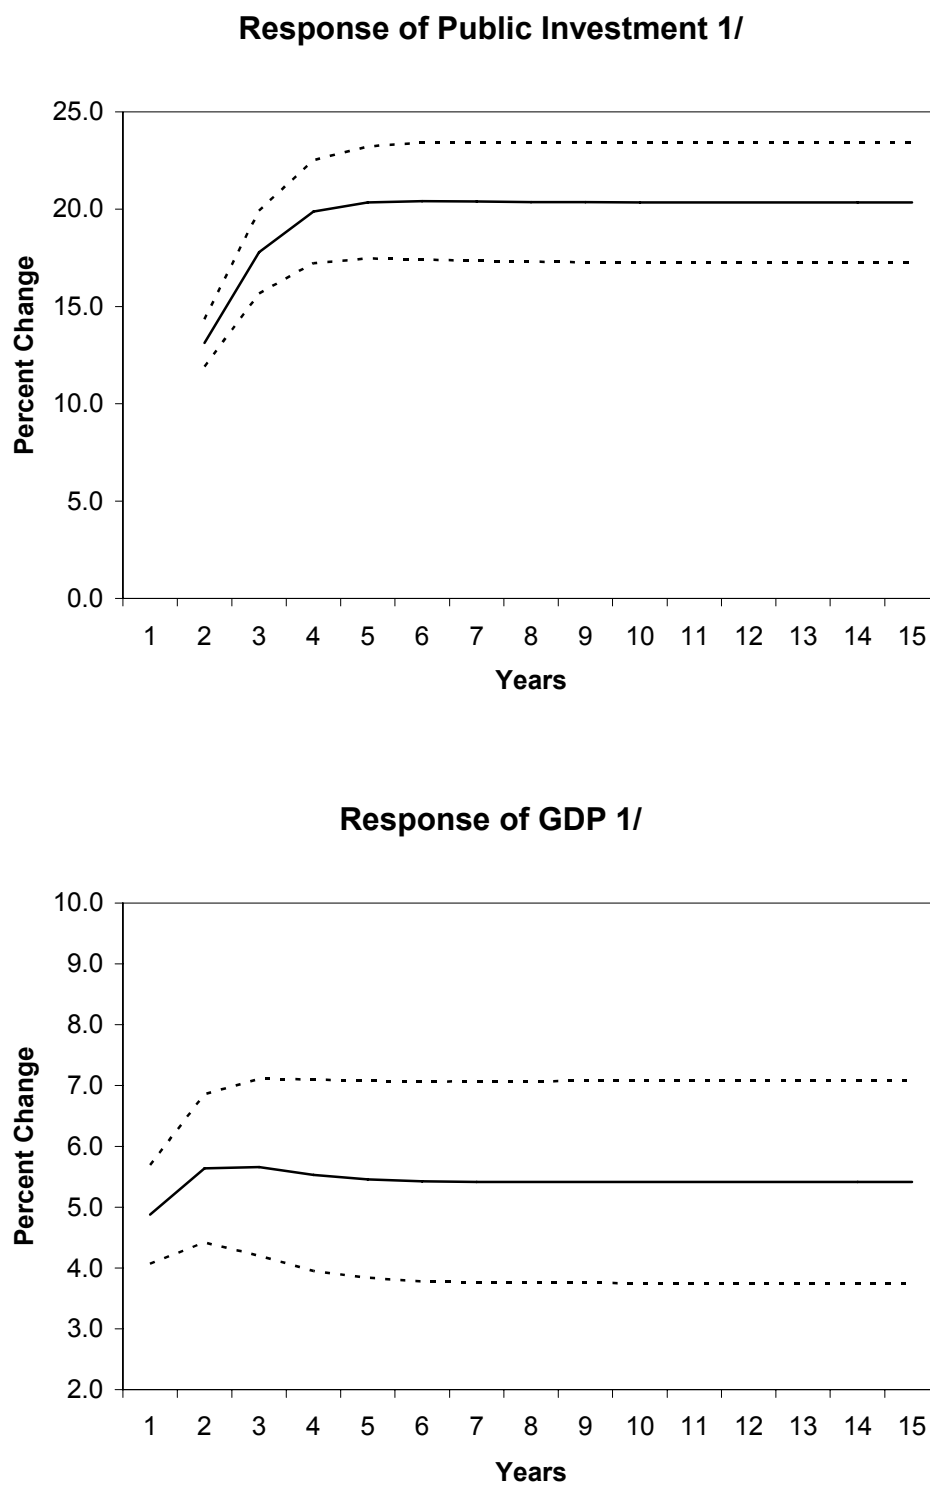 Response of Public Investment 1/
25.0
20.0
15.0
10.0
5.0
0.0
Percent Change
1 2 3 4 5 6 7 8 9 10 11 12 13 14 15
Years
Response of GDP 1/
10.0
9.0
8.0
7.0
6.0
5.0
4.0
3.0
2.0
Percent Change
1 2 3 4 5 6 7 8 9 10 11 12 13 14 15
Years